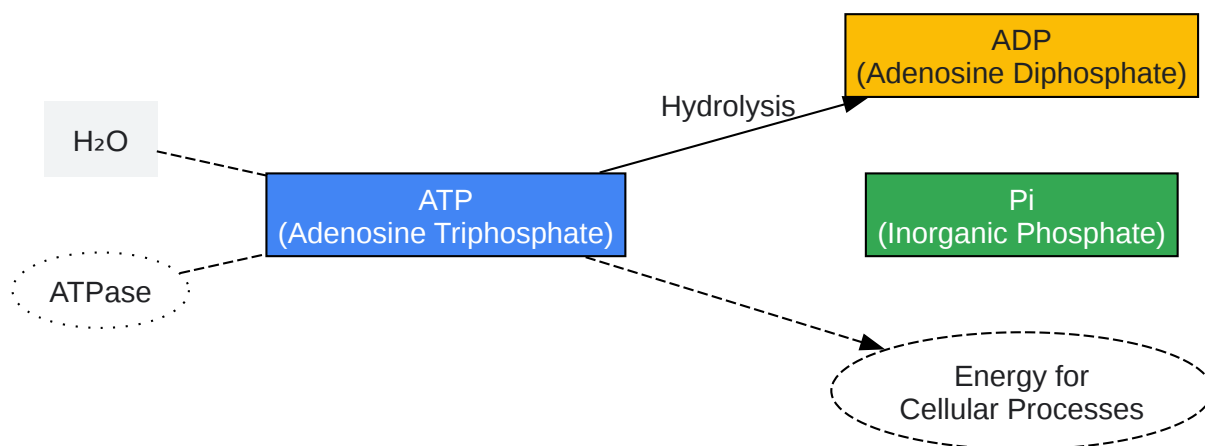 ADP
(Adenosine Diphosphate)
Hydrolysis
H₂O
ATP
(Adenosine Triphosphate)
Pi
(Inorganic Phosphate)
ATPase
Energy for
Cellular Processes